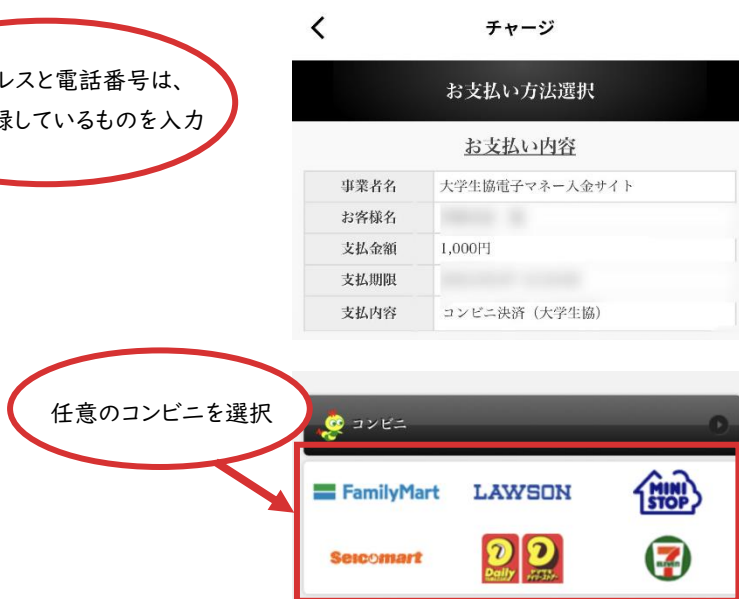 チャージ
レスと電話番号は、
録しているものを入力
お支払い方法選択
お支払い内容
事業者名 大学生協電子マネー入金サイト
お客様名
支払金額 1,000円
支払期限
支払内容 コンビニ決済（大学生協）
任意のコンビニを選択
コンビニ
FamilyMart LAWSON MINI STOP
Seicomart Daily 7 ELEVEN